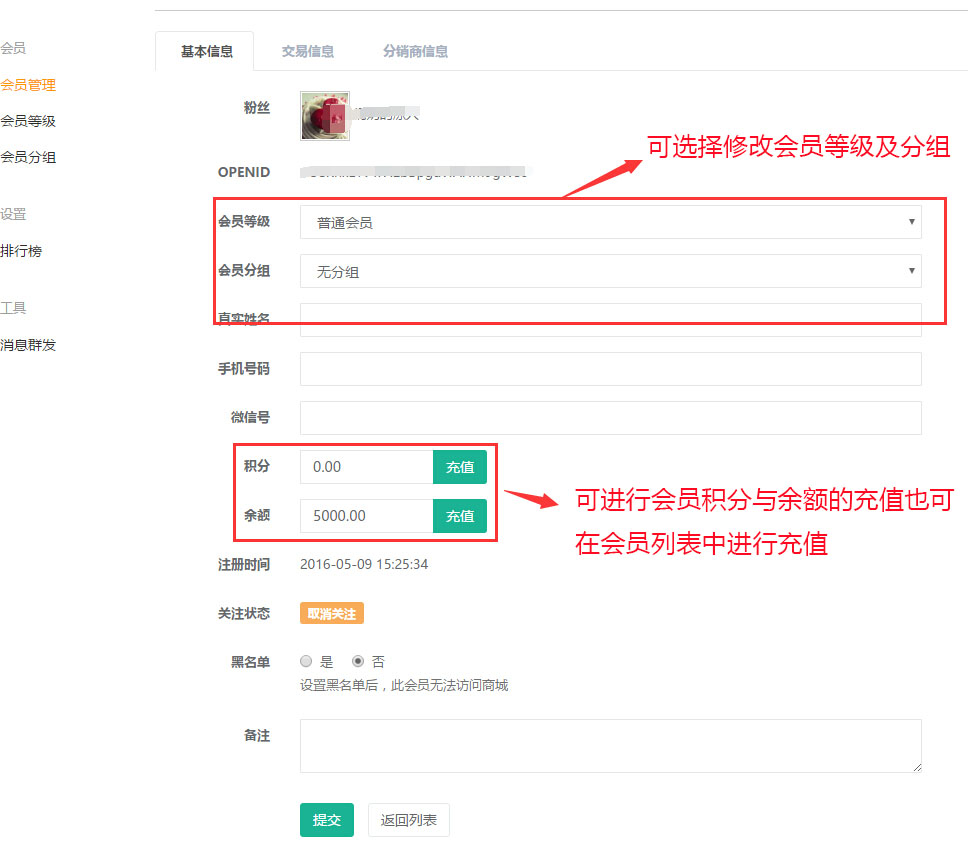 会员
会员管理
会员等级
会员分组
设置
排行榜
工具
消息群发
基本信息 交易信息 分销商信息
粉丝
OPENID
可选择修改会员等级及分组
会员等级 普通会员
会员分组 无分组
真实姓名
手机号码
微信号
积分 0.00 充值
余额 5000.00 充值
可进行会员积分与余额的充值也可
在会员列表中进行充值
注册时间 2016-05-09 15:25:34
关注状态 取消关注
黑名单 是 否
设置黑名单后，此会员无法访问商城
备注
提交 返回列表